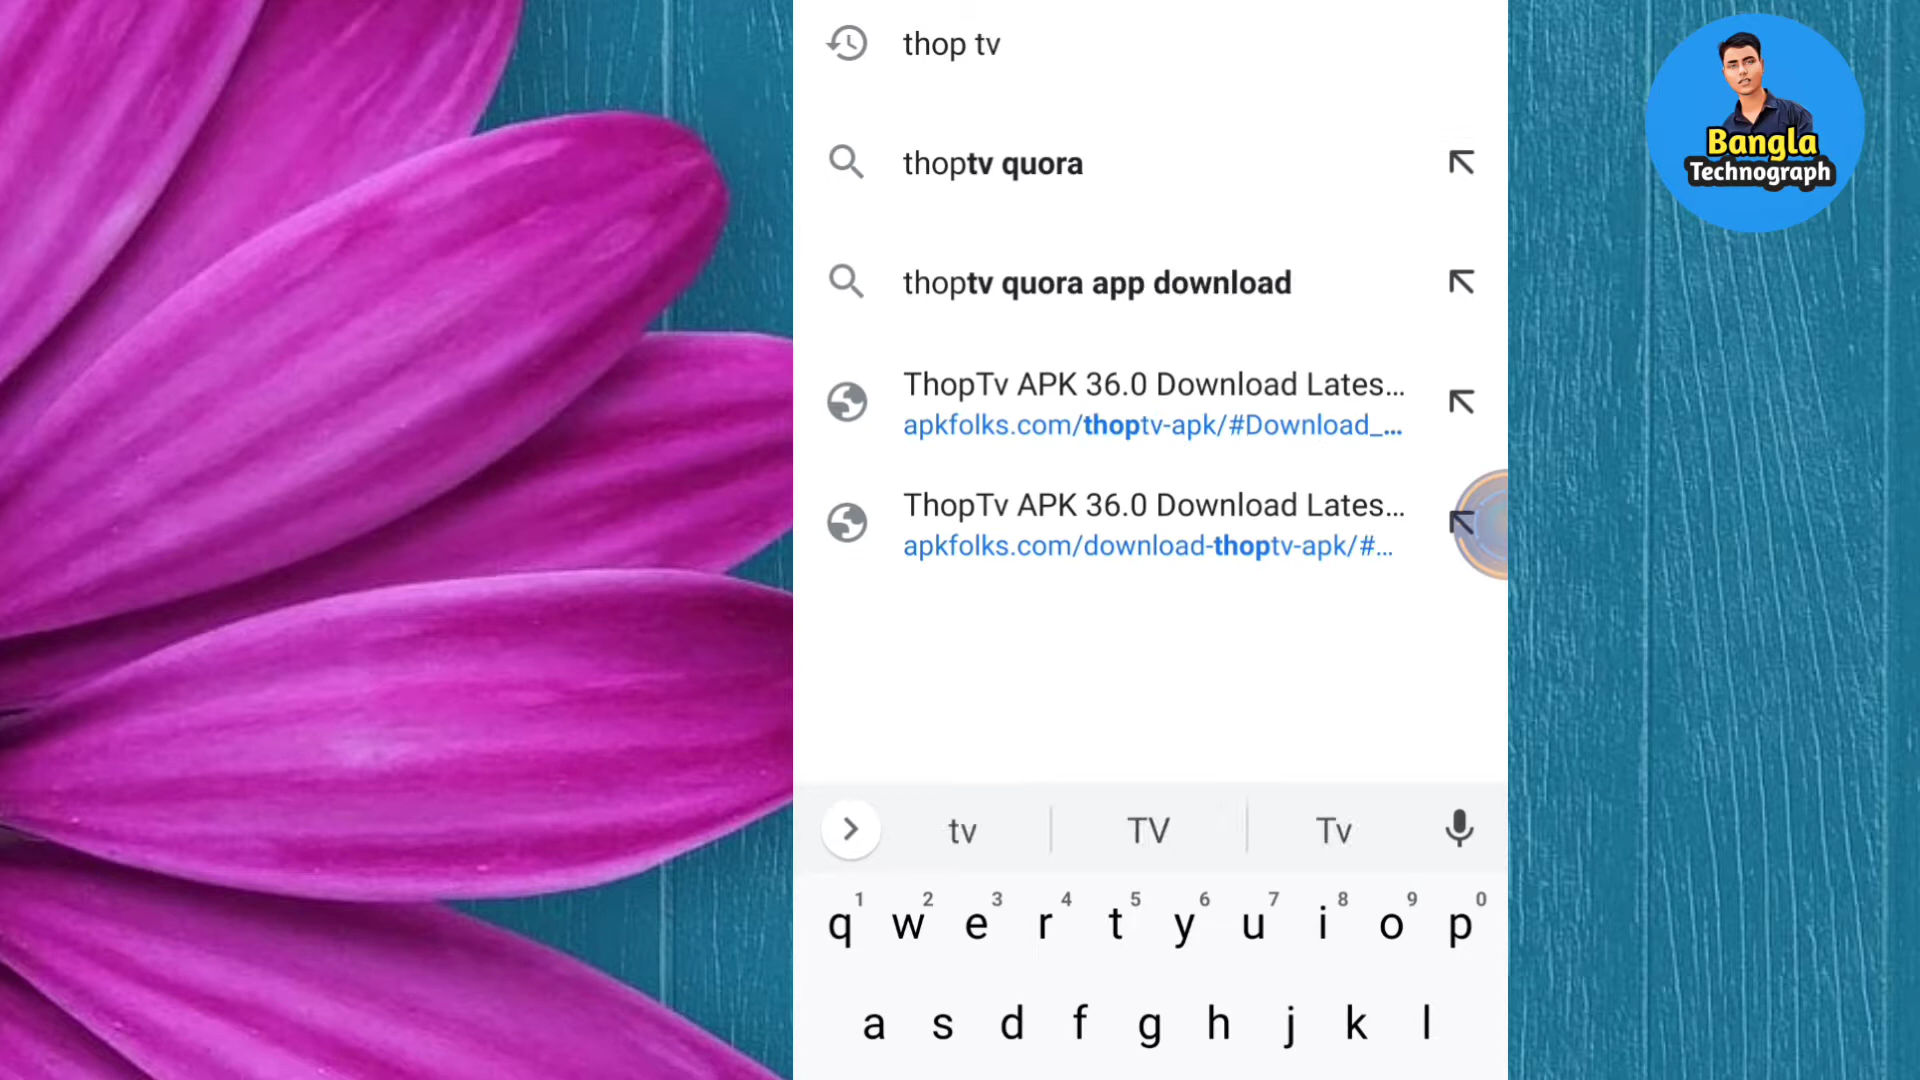 thop tv
thoptv quora
thoptv quora app download
ThopTv APK 36.0 Download Lates...
apkfolks.com/thoptv-apk/#Download_...
ThopTv APK 36.0 Download Lates...
apkfolks.com/download-thoptv-apk/#...
Bangla
Technograph
tv TV Tv
1 2 3 4 5 6 7 8 9 0
q w e r t y u i o p
a s d f g h j k l